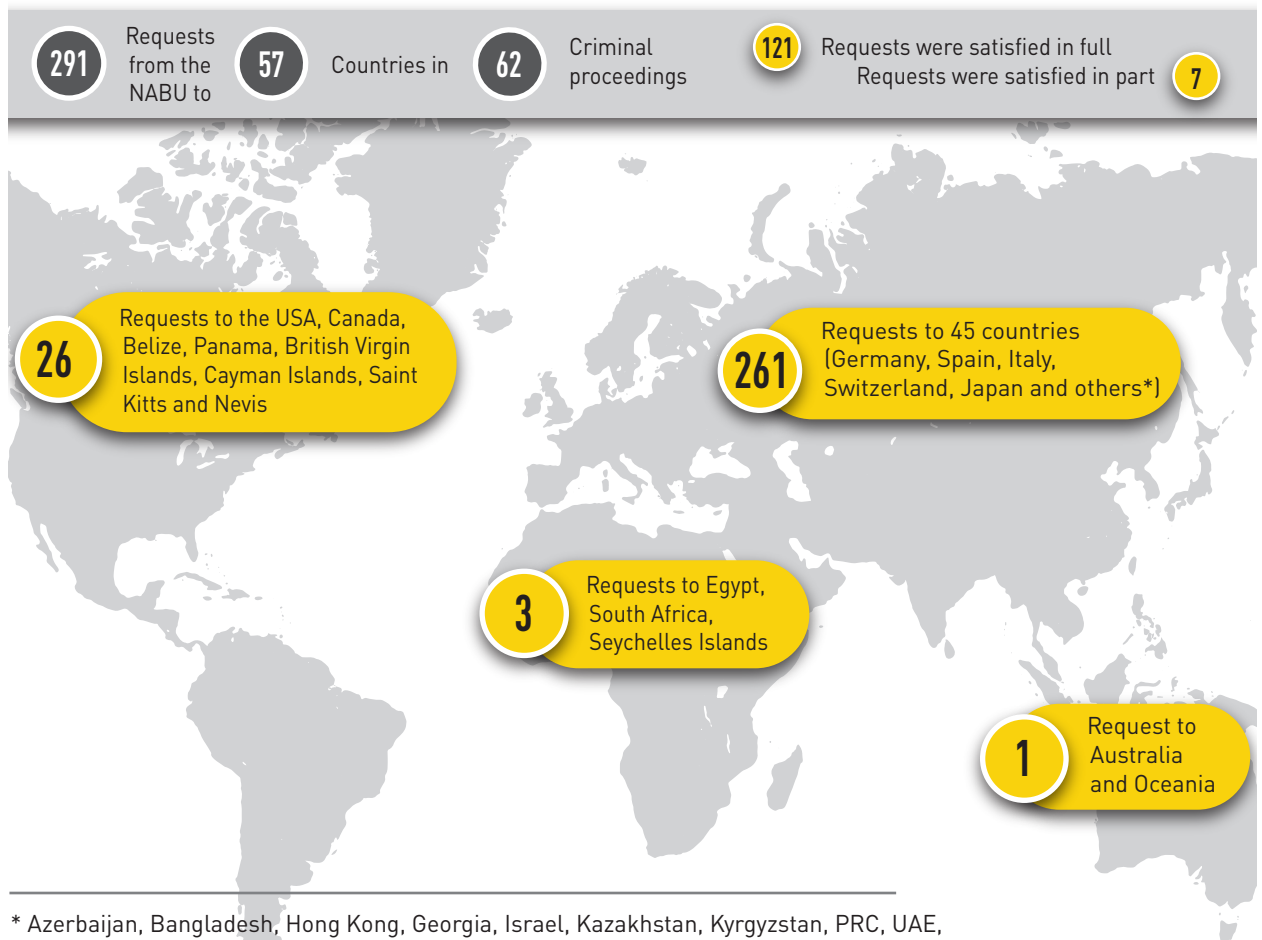 291
Requests
from the
NABU to
57
Countries in
62
Criminal
proceedings
121
Requests were satisfied in full
Requests were satisfied in part
7
26
Requests to the USA, Canada,
Belize, Panama, British Virgin
Islands, Cayman Islands, Saint
Kitts and Nevis
261
Requests to 45 countries
(Germany, Spain, Italy,
Switzerland, Japan and others*)
3
Requests to Egypt,
South Africa,
Seychelles Islands
1
Request to
Australia
and Oceania
* Azerbaijan, Bangladesh, Hong Kong, Georgia, Israel, Kazakhstan, Kyrgyzstan, PRC, UAE,